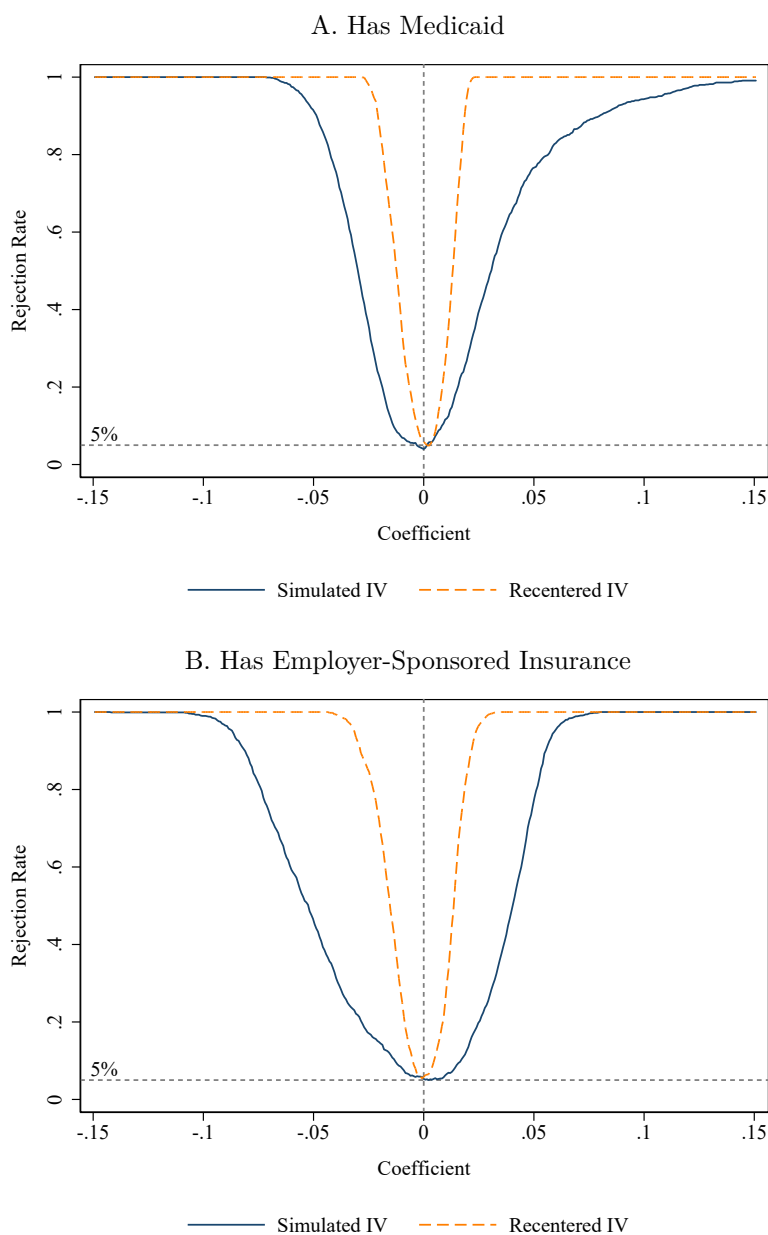 A. Has Medicaid
1
.8
.6
.4
.2
0
Rejection Rate
5%
-.15 -.1 -.05 0 .05 .1 .15
Coefficient
Simulated IV Recentered IV
B. Has Employer-Sponsored Insurance
1
.8
.6
.4
.2
0
Rejection Rate
5%
-.15 -.1 -.05 0 .05 .1 .15
Coefficient
Simulated IV Recentered IV